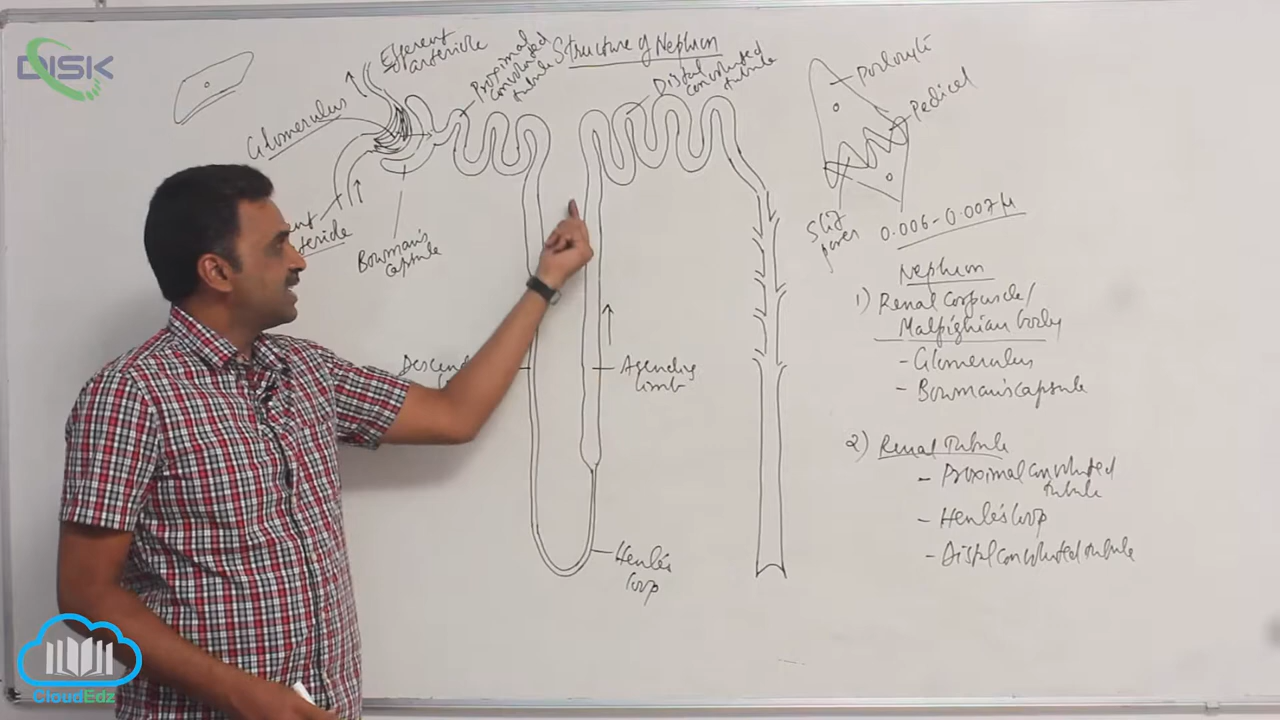 DISK
Efferent
arteriole
Proximal
convoluted
tubule
Structure of Nephron
Distal
convoluted
tubule
Glomerulus
Bowman's
capsule
Ascending
limb
Henle's
loop
Podocyte
Pedicel
Slit
pores
0.006-0.007μ
Nephron
1) Renal corpuscle/
Malpighian body
- Glomerulus
- Bowman's capsule
2) Renal Tubule
- Proximal convoluted
tubule
- Henle's loop
- Distal convoluted tubule
CloudEdz